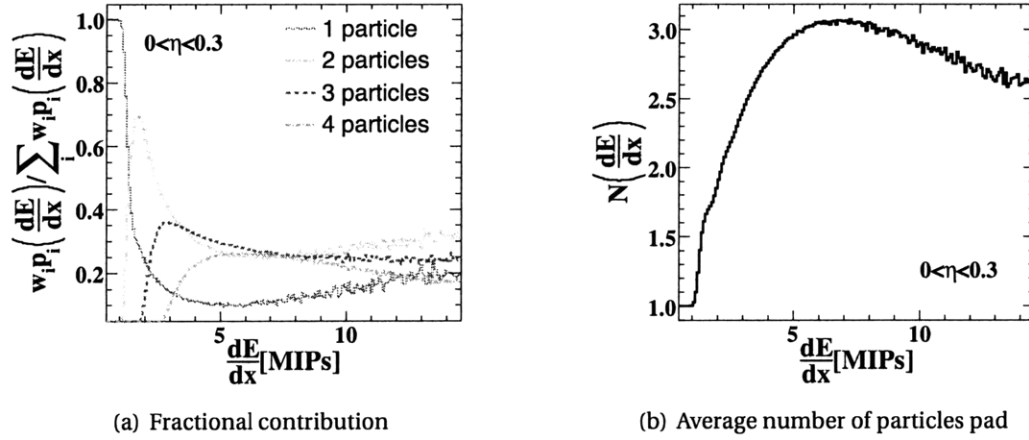 w_i p_i (dE/dx) / ∑_i w_i p_i (dE/dx)
1.0
0.8
0.6
0.4
0.2
0<η<0.3
1 particle
2 particles
3 particles
4 particles
5
10
dE/dx [MIPs]
(a) Fractional contribution
N(dE/dx)
3.0
2.5
2.0
1.5
1.0
0<η<0.3
5
10
dE/dx [MIPs]
(b) Average number of particles pad